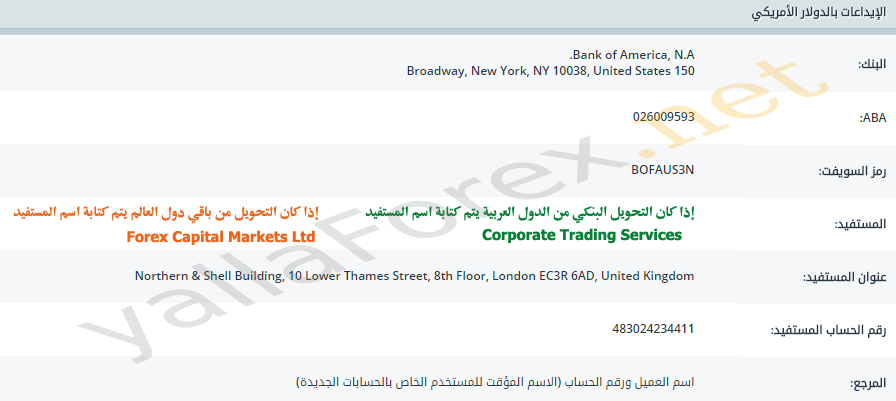 الإيداعات بالدولار الأمريكي
البنك:
Bank of America, N.A.
Broadway, New York, NY 10038, United States 150
ABA:
026009593
رمز السويفت:
BOFAUS3N
المستفيد:
إذا كان التحويل البنكي من الدول العربية يتم كتابة اسم المستفيد
Corporate Trading Services
إذا كان التحويل من باقي دول العالم يتم كتابة اسم المستفيد
Forex Capital Markets Ltd
عنوان المستفيد:
Northern & Shell Building, 10 Lower Thames Street, 8th Floor, London EC3R 6AD, United Kingdom
رقم الحساب المستفيد:
483024234411
المرجع:
اسم العميل ورقم الحساب (الاسم المؤقت للمستخدم الخاص بالحسابات الجديدة)
yallaForex.net